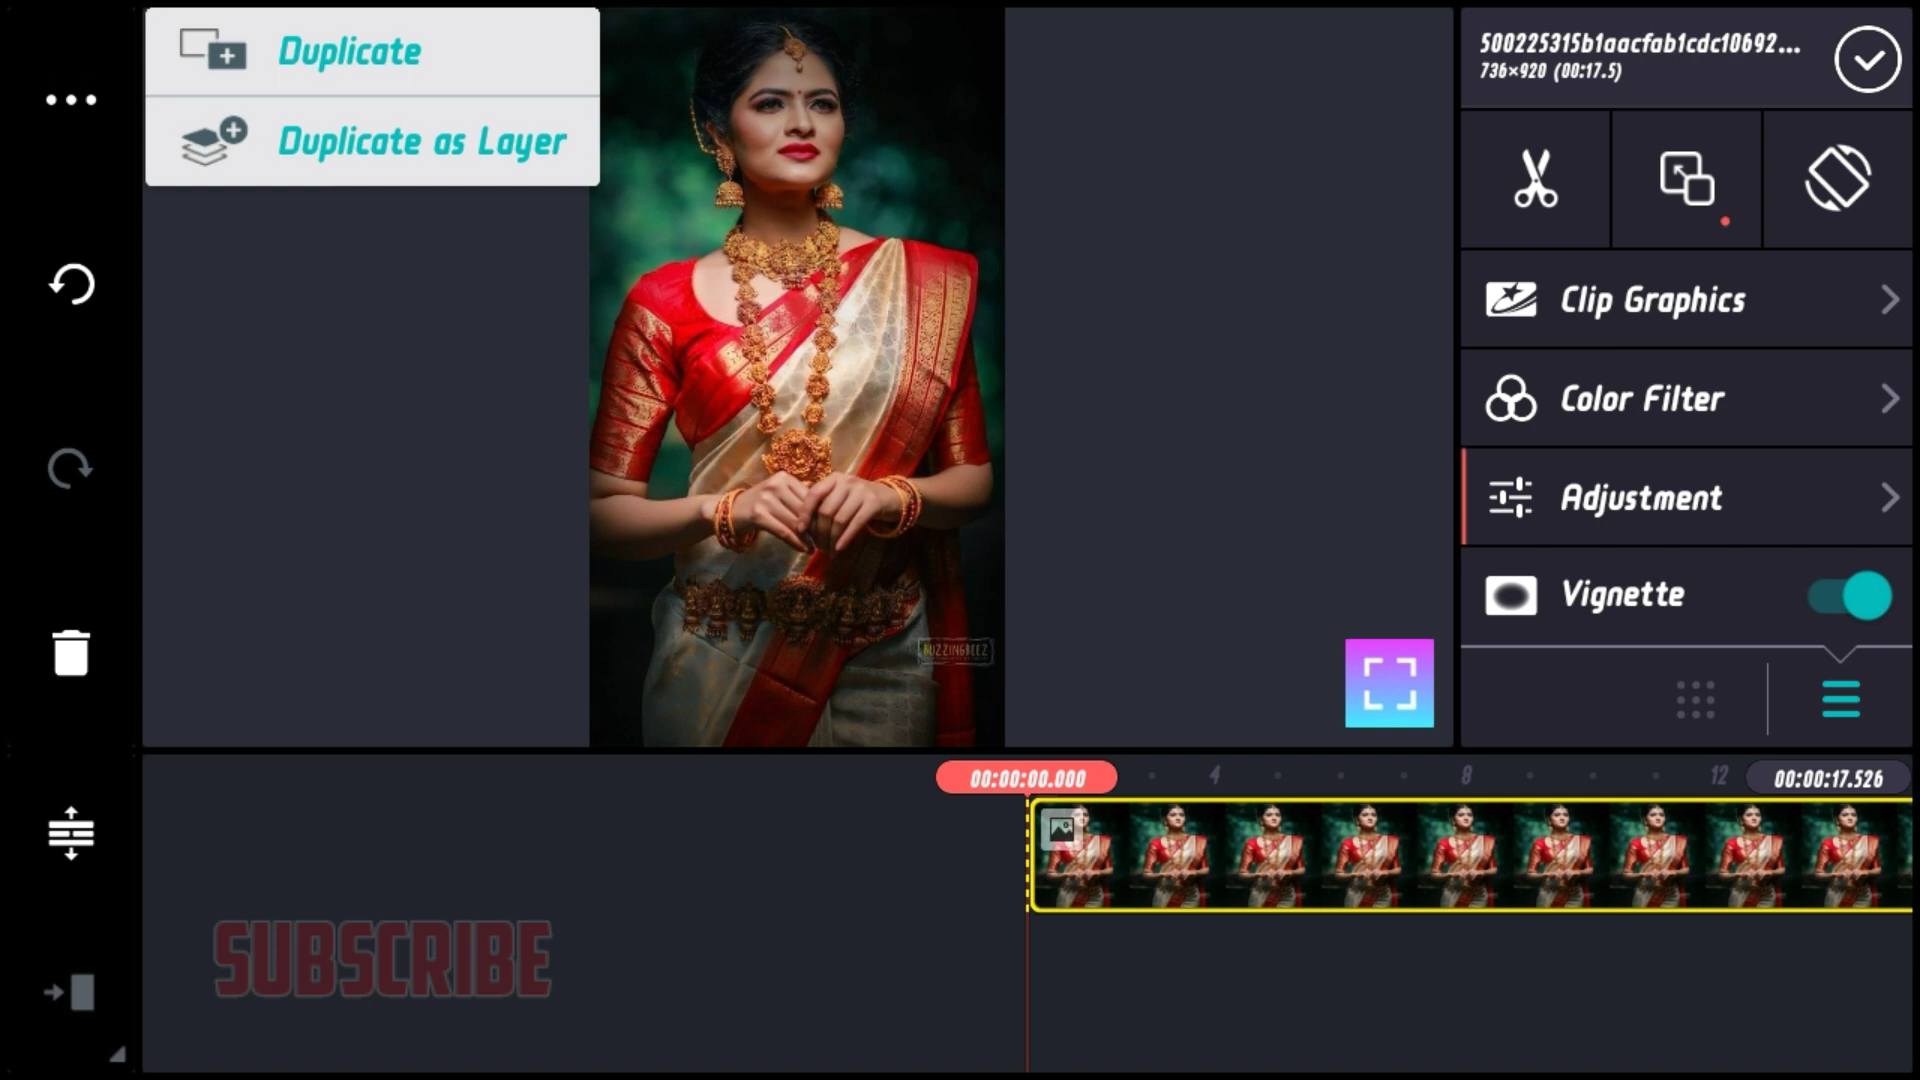 Duplicate
Duplicate as Layer
500225315b1aacfab1cdc10692...
736×920 (00:17.5)
Clip Graphics
Color Filter
Adjustment
Vignette
BUZZINGBEEZ
00:00:00.000
4
8
12
00:00:17.526
SUBSCRIBE